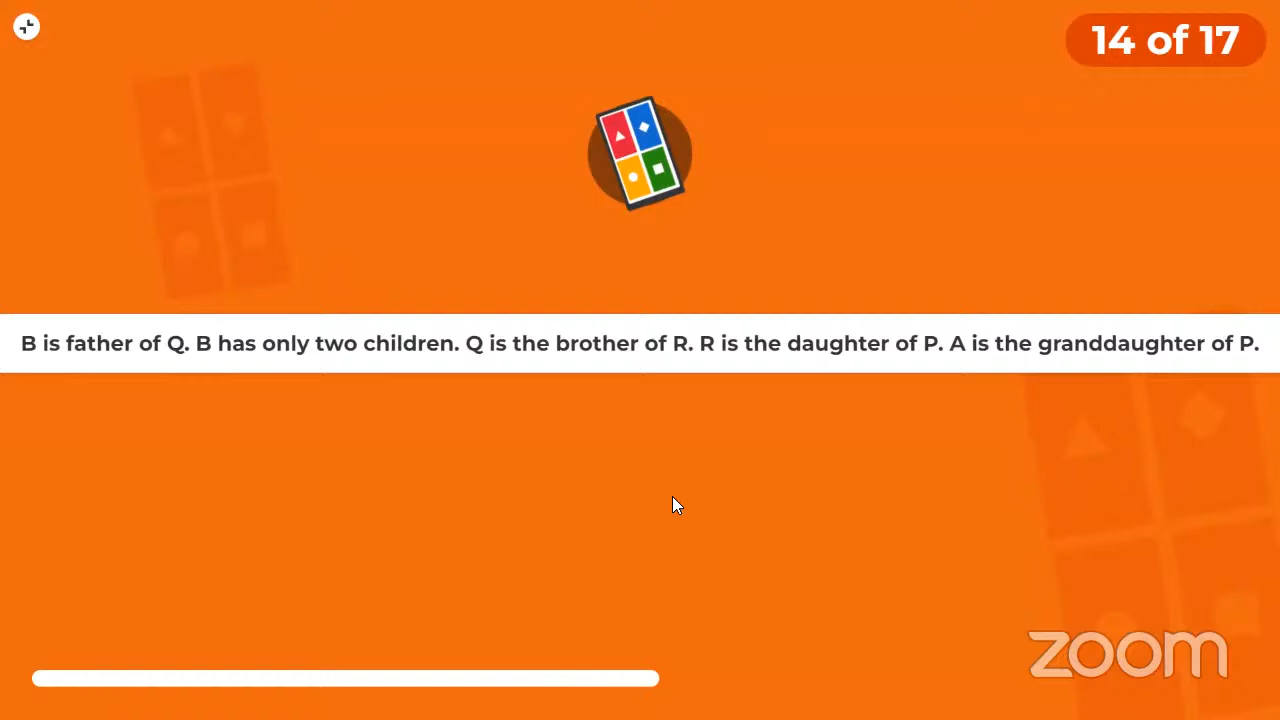 14 of 17
B is father of Q. B has only two children. Q is the brother of R. R is the daughter of P. A is the granddaughter of P.
zoom